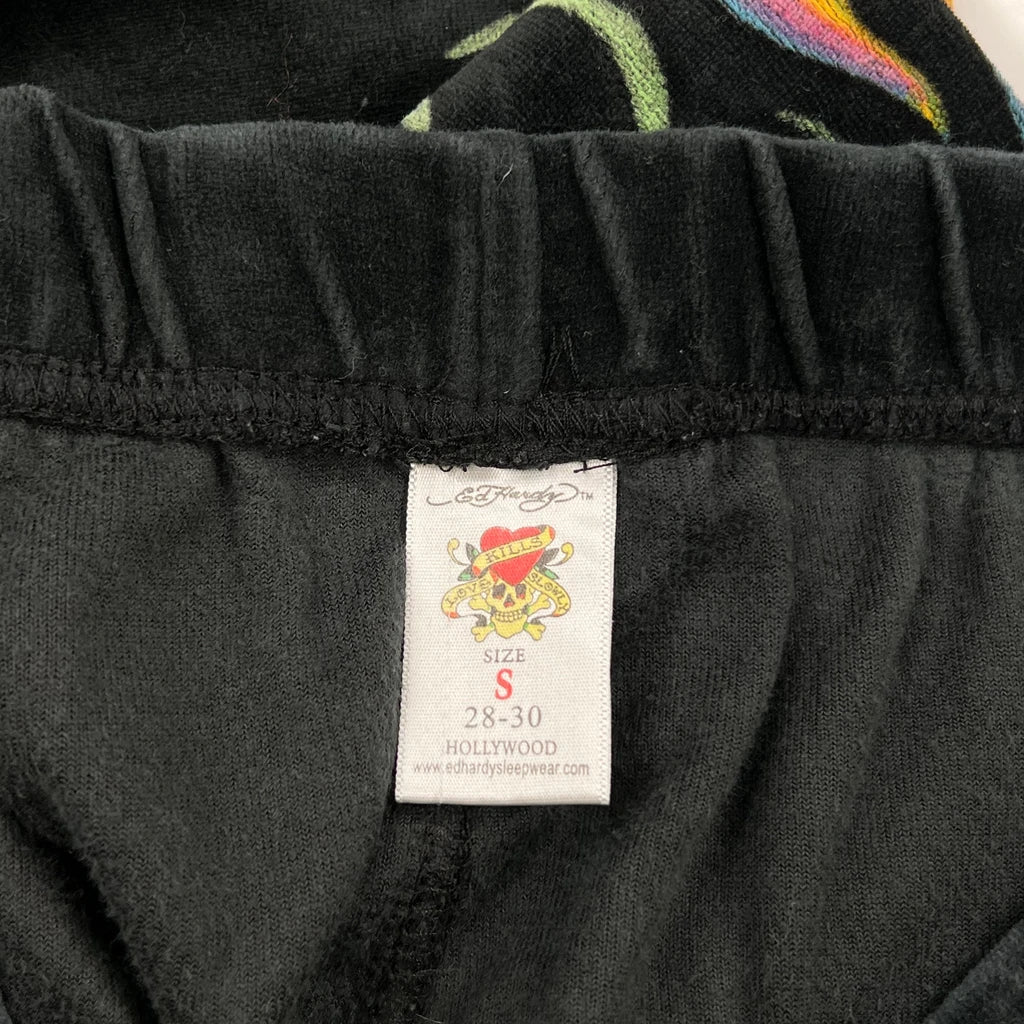 Ed Hardy™
KILLS
LOVE SLOWLY
SIZE
S
28-30
HOLLYWOOD
www.edhardysleepwear.com